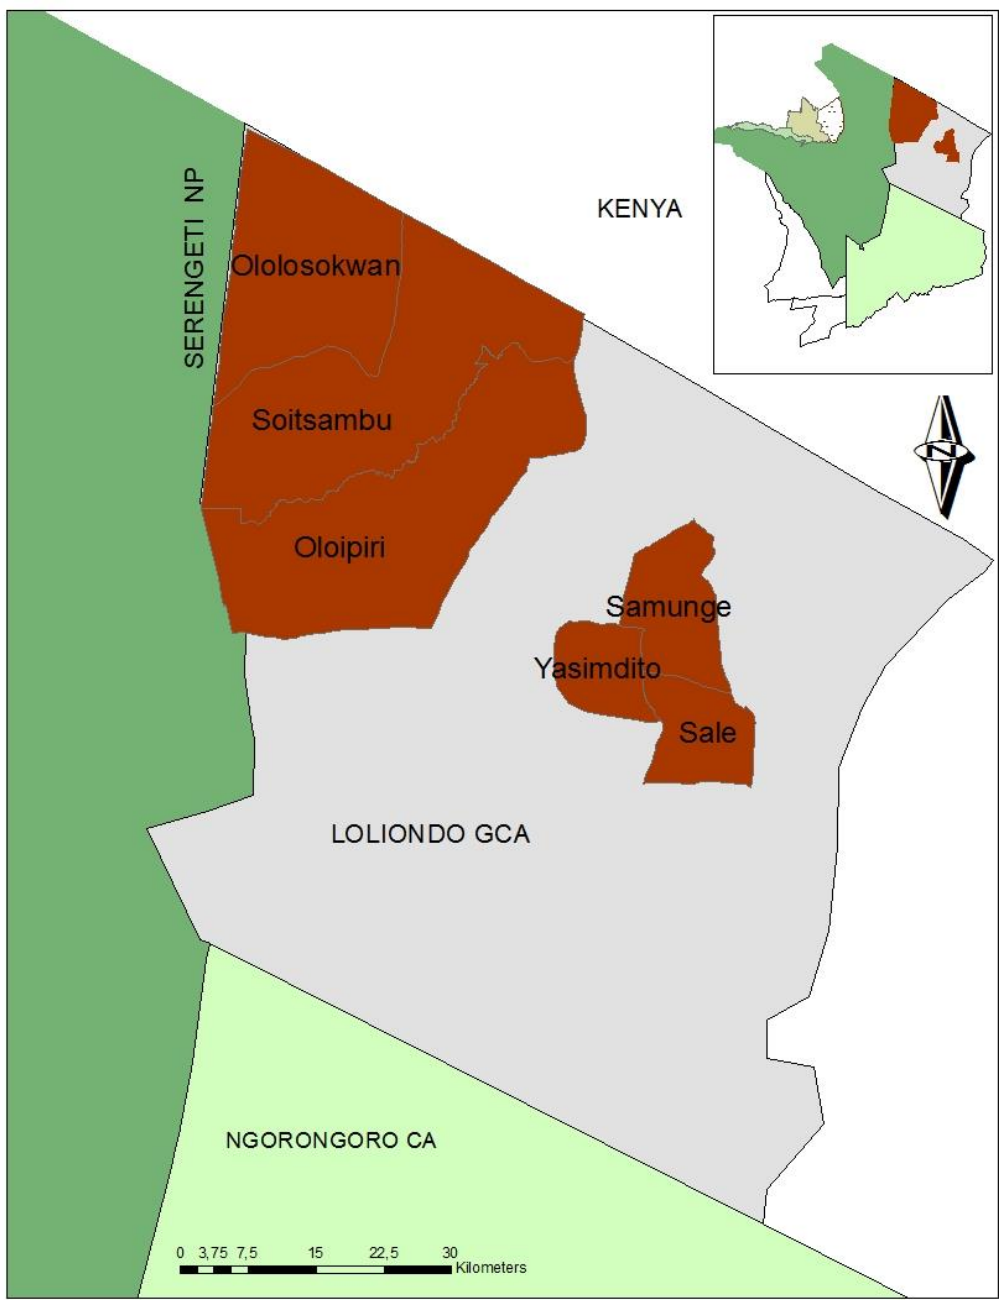 KENYA
SERENGETI NP
Ololosokwan
N
Soitsambu
Oloipiri
Samunge
Yasimdito
Sale
LOLIONDO GCA
NGORONGORO CA
0 3,75 7,5 15 22,5 30
Kilometers